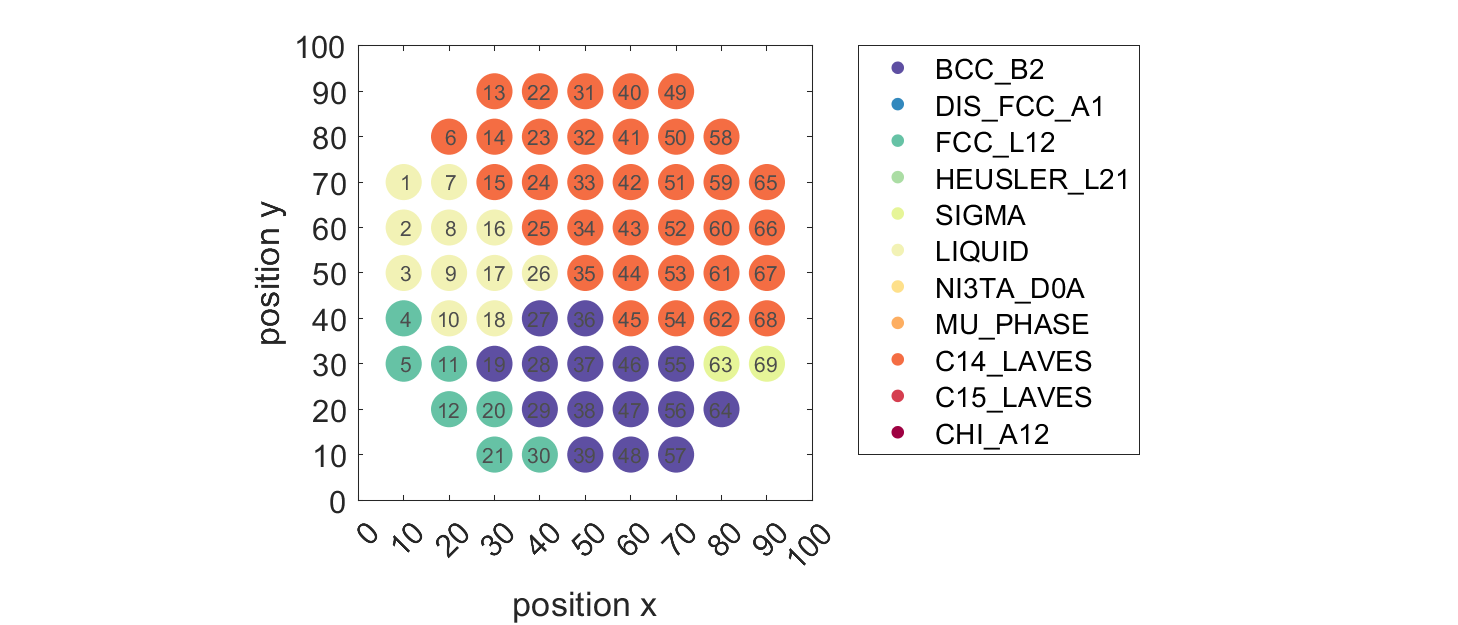 100
90
80
70
60
50
40
30
20
10
0
position y
13 22 31 40 49
6 14 23 32 41 50 58
1 7 15 24 33 42 51 59 65
2 8 16 25 34 43 52 60 66
3 9 17 26 35 44 53 61 67
4 10 18 27 36 45 54 62 68
5 11 19 28 37 46 55 63 69
12 20 29 38 47 56 64
21 30 39 48 57
0 10 20 30 40 50 60 70 80 90 100
position x
BCC_B2
DIS_FCC_A1
FCC_L12
HEUSLER_L21
SIGMA
LIQUID
NI3TA_D0A
MU_PHASE
C14_LAVES
C15_LAVES
CHI_A12